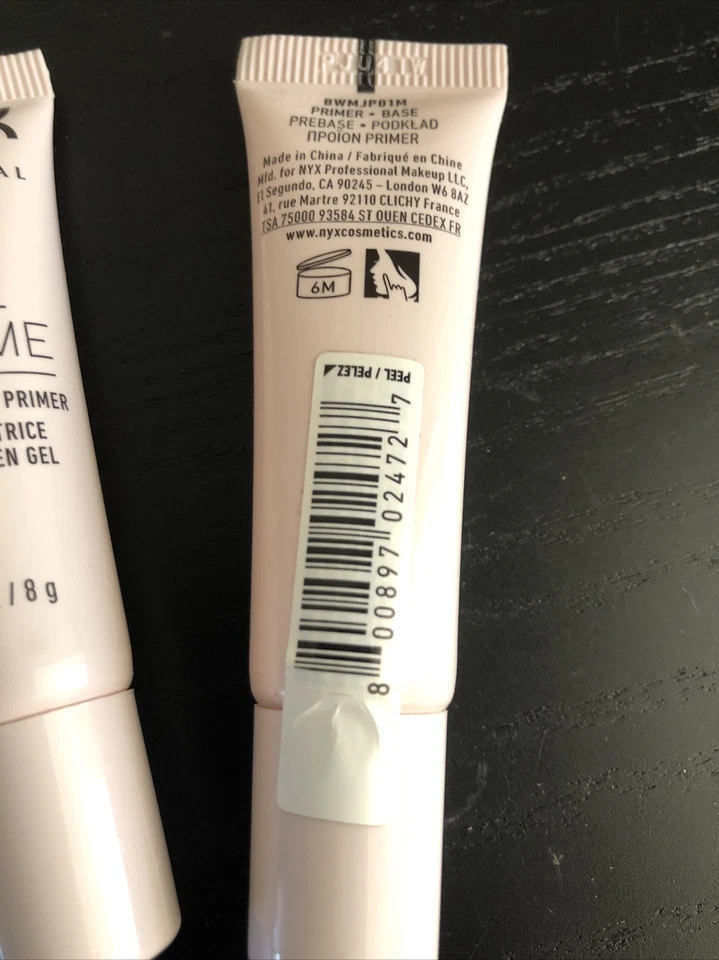 AL
ME
PRIMER
TRICE
EN GEL
/ 8 g
BWMJP01M
PRIMER • BASE
PREBASE • PODKŁAD
ΠΡΟΪΟΝ PRIMER
Made in China / Fabriqué en Chine
Mfd. for NYX Professional Makeup LLC,
El Segundo, CA 90245 – London W6 8AZ
41, rue Martre 92110 CLICHY France
TSA 75000 93584 ST OUEN CEDEX FR
www.nyxcosmetics.com
6M
PEEL / PELEZ
8 00897 02472 7